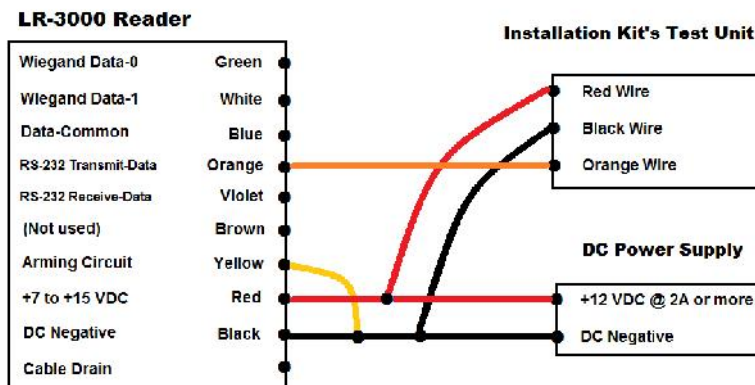 LR-3000 Reader
Wiegand Data-0 Green
Wiegand Data-1 White
Data-Common Blue
RS-232 Transmit-Data Orange
RS-232 Receive-Data Violet
(Not used) Brown
Arming Circuit Yellow
+7 to +15 VDC Red
DC Negative Black
Cable Drain
Installation Kit's Test Unit
Red Wire
Black Wire
Orange Wire
DC Power Supply
+12 VDC @ 2A or more
DC Negative